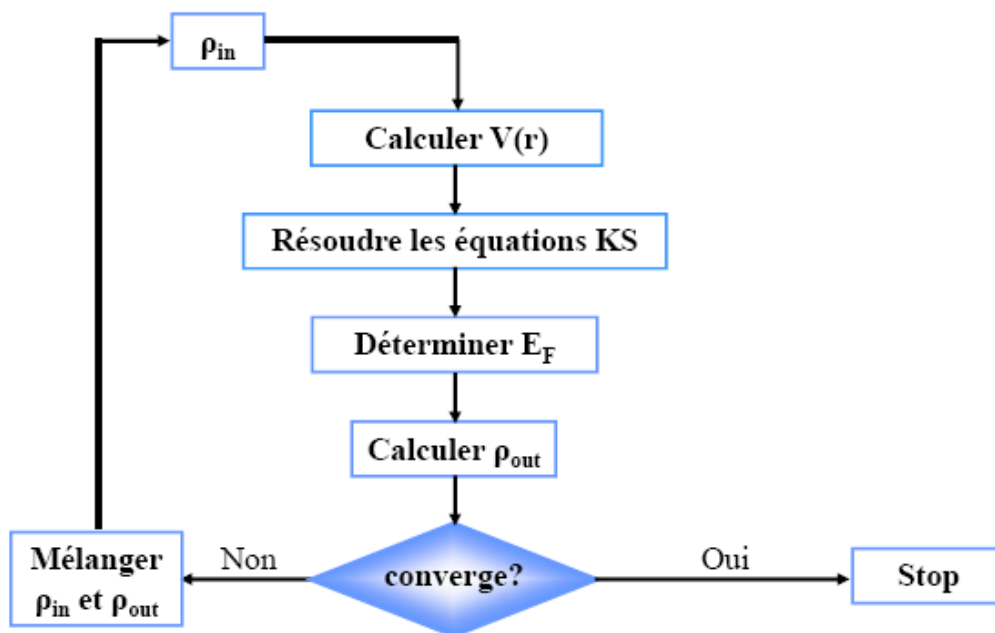 ρin
Calculer V(r)
Résoudre les équations KS
Déterminer EF
Calculer ρout
converge?
Non
Oui
Mélanger
ρin et ρout
Stop